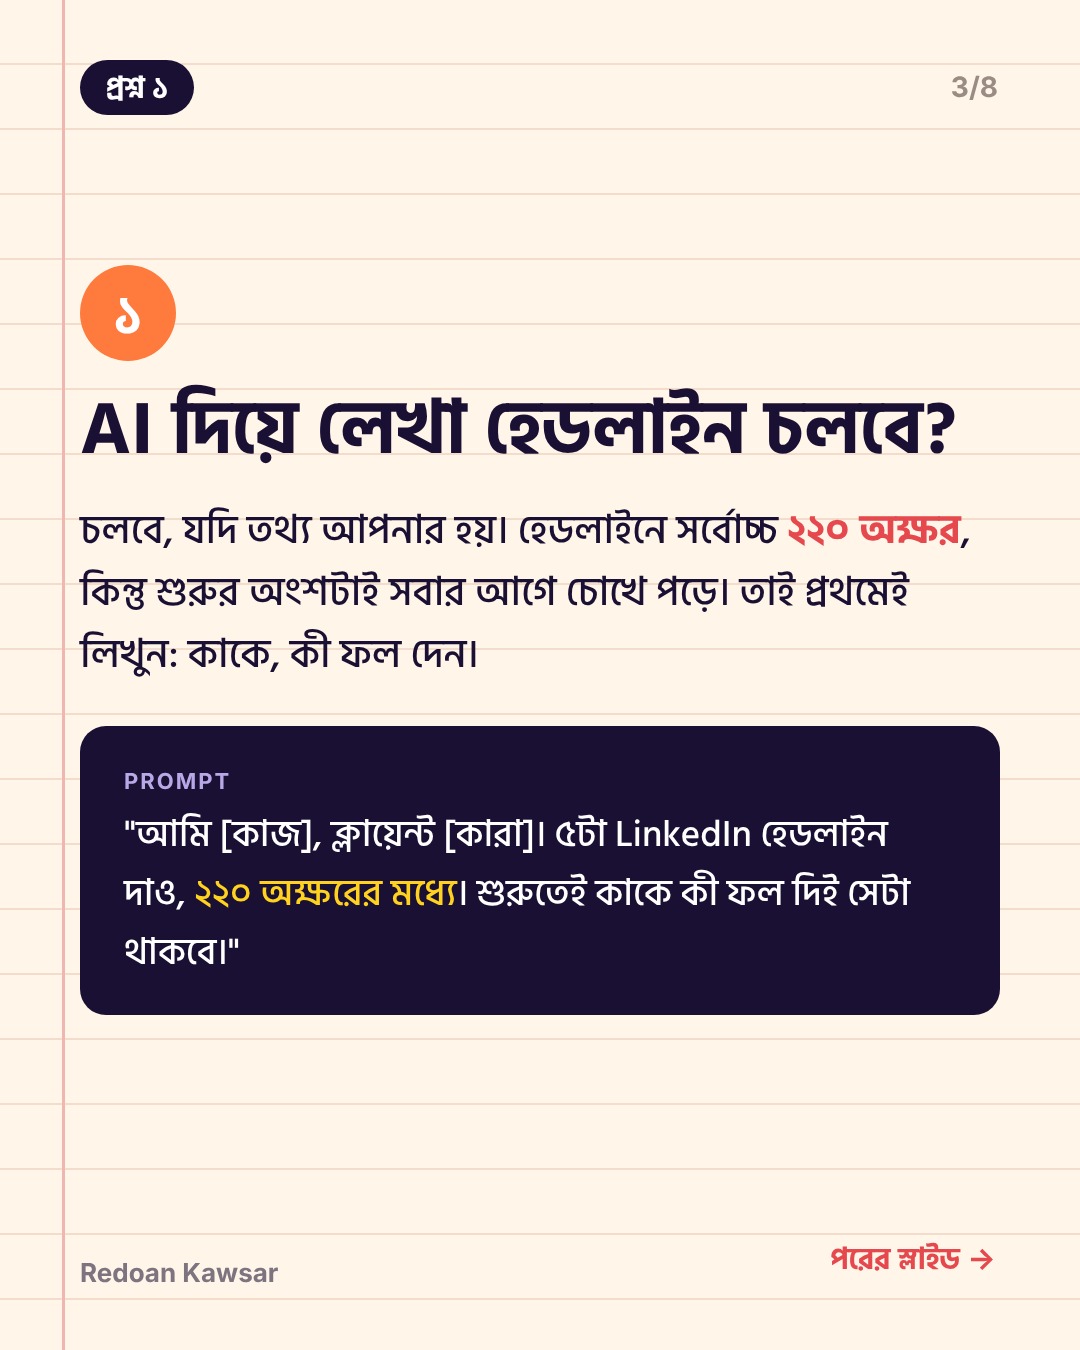 প্রশ্ন ১
3/8
১
AI দিয়ে লেখা হেডলাইন চলবে?
চলবে, যদি তথ্য আপনার হয়। হেডলাইনে সর্বোচ্চ ২২০ অক্ষর,
কিন্তু শুরুর অংশটাই সবার আগে চোখে পড়ে। তাই প্রথমেই
লিখুন: কাকে, কী ফল দেন।
PROMPT
"আমি [কাজ], ক্লায়েন্ট [কারা]। ৫টা LinkedIn হেডলাইন
দাও, ২২০ অক্ষরের মধ্যে। শুরুতেই কাকে কী ফল দিই সেটা
থাকবে।"
Redoan Kawsar
পরের স্লাইড →